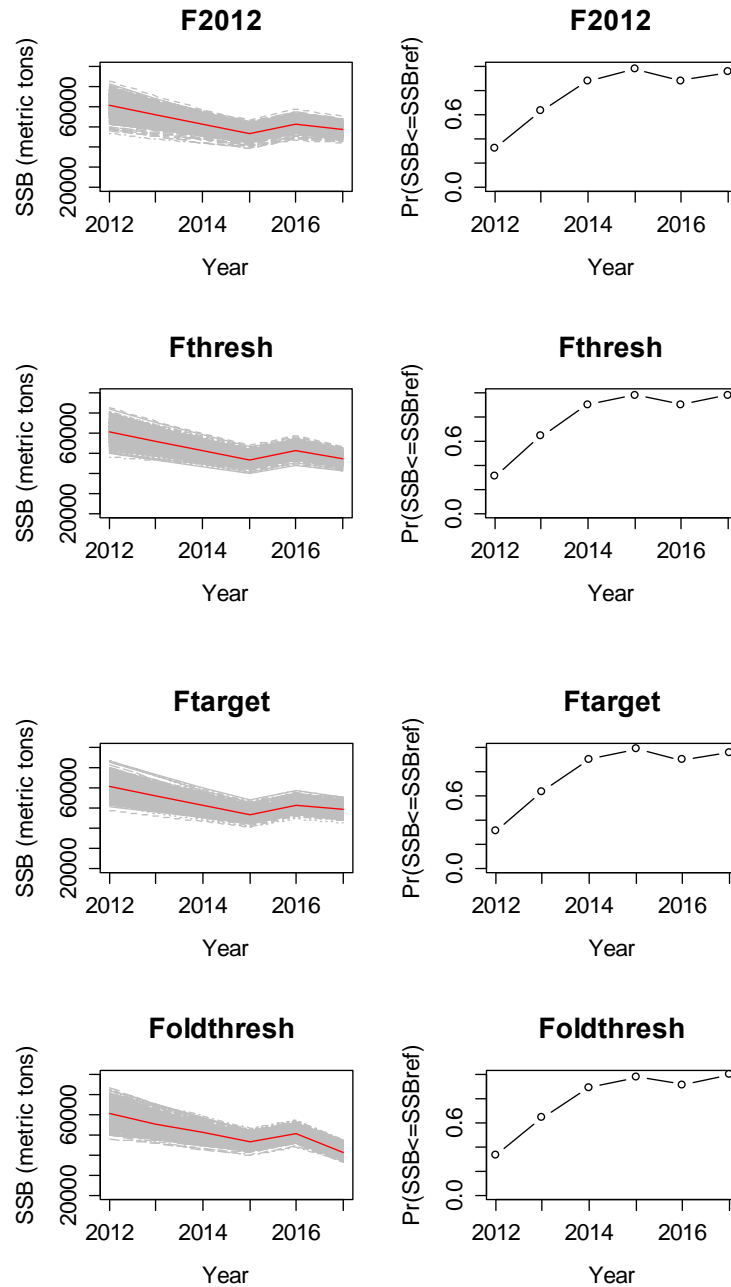 F2012
SSB (metric tons)
20000 60000
2012 2014 2016
Year
F2012
Pr(SSB<=SSBref)
0.0 0.6
2012 2014 2016
Year
Fthresh
SSB (metric tons)
20000 60000
2012 2014 2016
Year
Fthresh
Pr(SSB<=SSBref)
0.0 0.6
2012 2014 2016
Year
Ftarget
SSB (metric tons)
20000 60000
2012 2014 2016
Year
Ftarget
Pr(SSB<=SSBref)
0.0 0.6
2012 2014 2016
Year
Foldthresh
SSB (metric tons)
20000 60000
2012 2014 2016
Year
Foldthresh
Pr(SSB<=SSBref)
0.0 0.6
2012 2014 2016
Year